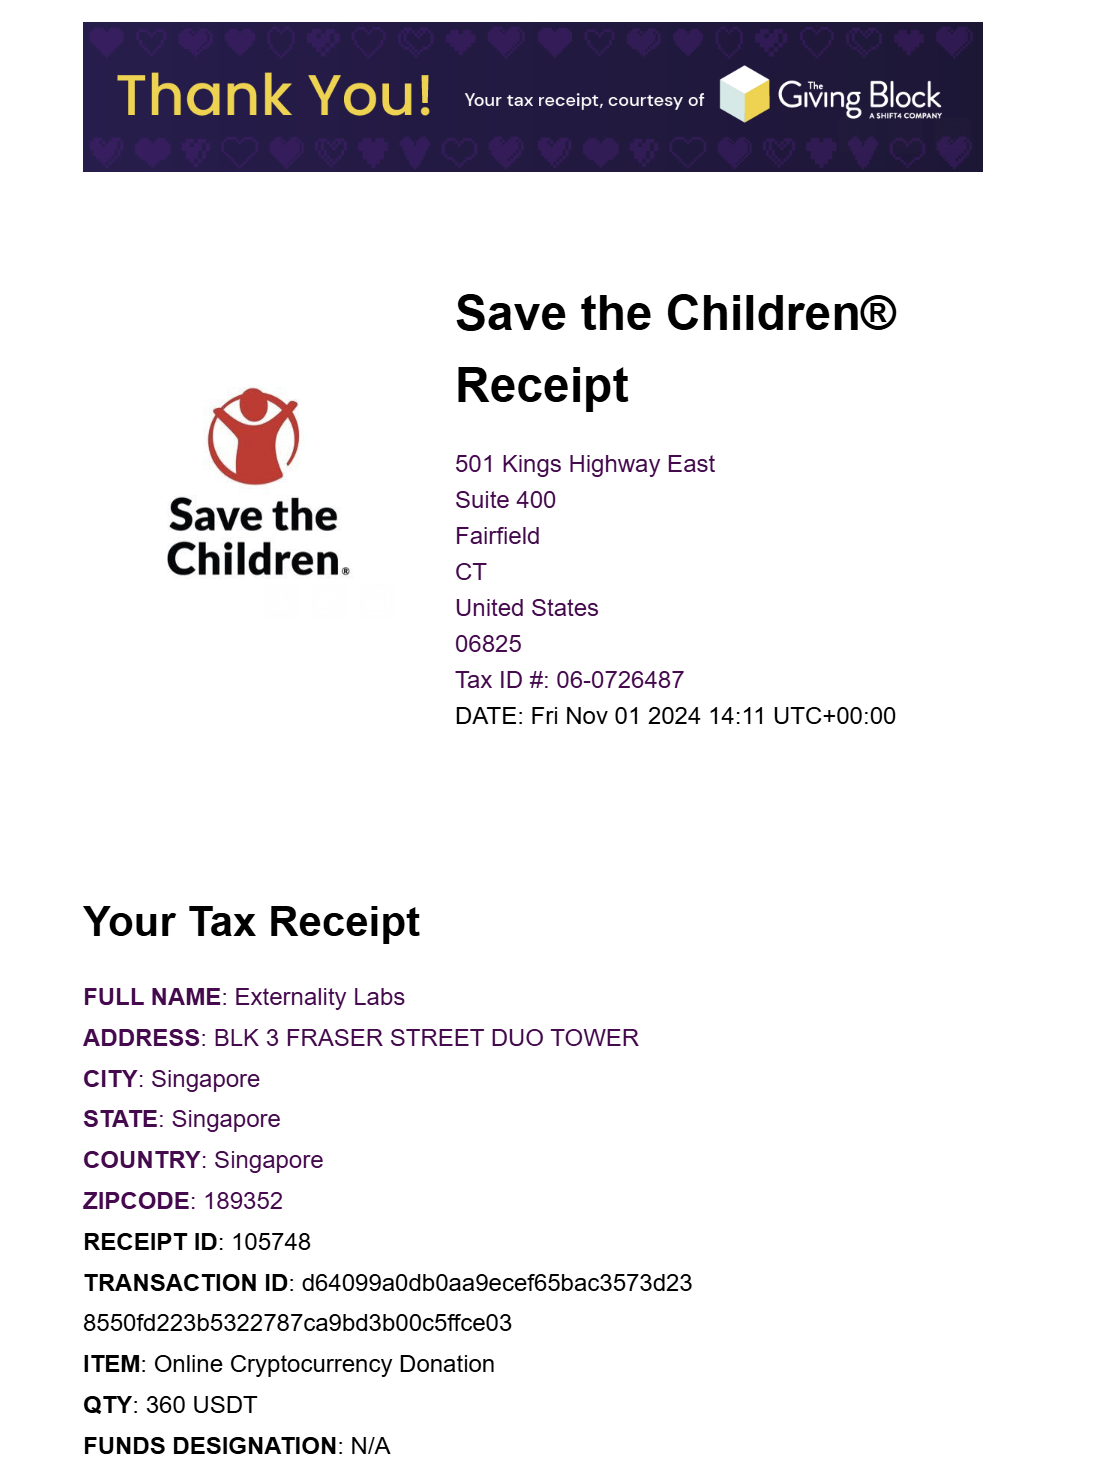 Thank You!
Your tax receipt, courtesy of
The Giving Block
A SHIFT4 COMPANY
Save the Children®
Receipt
Save the
Children®
501 Kings Highway East
Suite 400
Fairfield
CT
United States
06825
Tax ID #: 06-0726487
DATE: Fri Nov 01 2024 14:11 UTC+00:00
Your Tax Receipt
FULL NAME: Externality Labs
ADDRESS: BLK 3 FRASER STREET DUO TOWER
CITY: Singapore
STATE: Singapore
COUNTRY: Singapore
ZIPCODE: 189352
RECEIPT ID: 105748
TRANSACTION ID: d64099a0db0aa9ecef65bac3573d23
8550fd223b5322787ca9bd3b00c5ffce03
ITEM: Online Cryptocurrency Donation
QTY: 360 USDT
FUNDS DESIGNATION: N/A